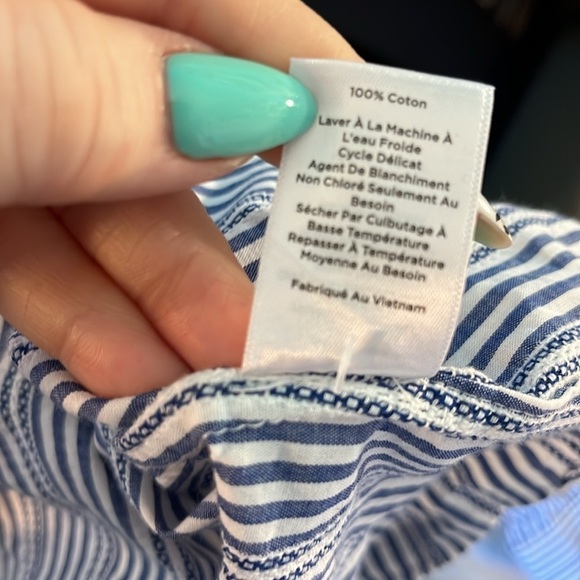 100% Coton
Laver À La Machine À
L'eau Froide
Cycle Délicat
Agent De Blanchiment
Non Chloré Seulement Au
Besoin
Sécher Par Culbutage À
Basse Température
Repasser À Température
Moyenne Au Besoin
Fabriqué Au Vietnam